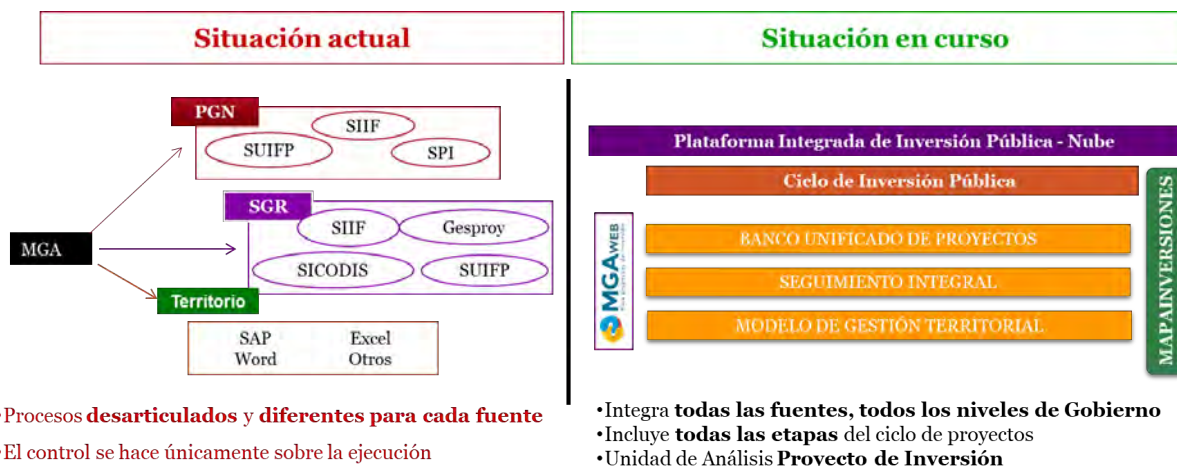 Situación actual
Situación en curso
PGN
SIIF
SUIFP
SPI
SGR
SIIF
Gesproy
SICODIS
SUIFP
MGA
Territorio
SAP
Excel
Word
Otros
•Procesos desarticulados y diferentes para cada fuente
•El control se hace únicamente sobre la ejecución
Plataforma Integrada de Inversión Pública - Nube
Ciclo de Inversión Pública
MGAWEB
BANCO UNIFICADO DE PROYECTOS
SEGUIMIENTO INTEGRAL
MODELO DE GESTIÓN TERRITORIAL
MAPAINVERSIONES
•Integra todas las fuentes, todos los niveles de Gobierno
•Incluye todas las etapas del ciclo de proyectos
•Unidad de Análisis Proyecto de Inversión